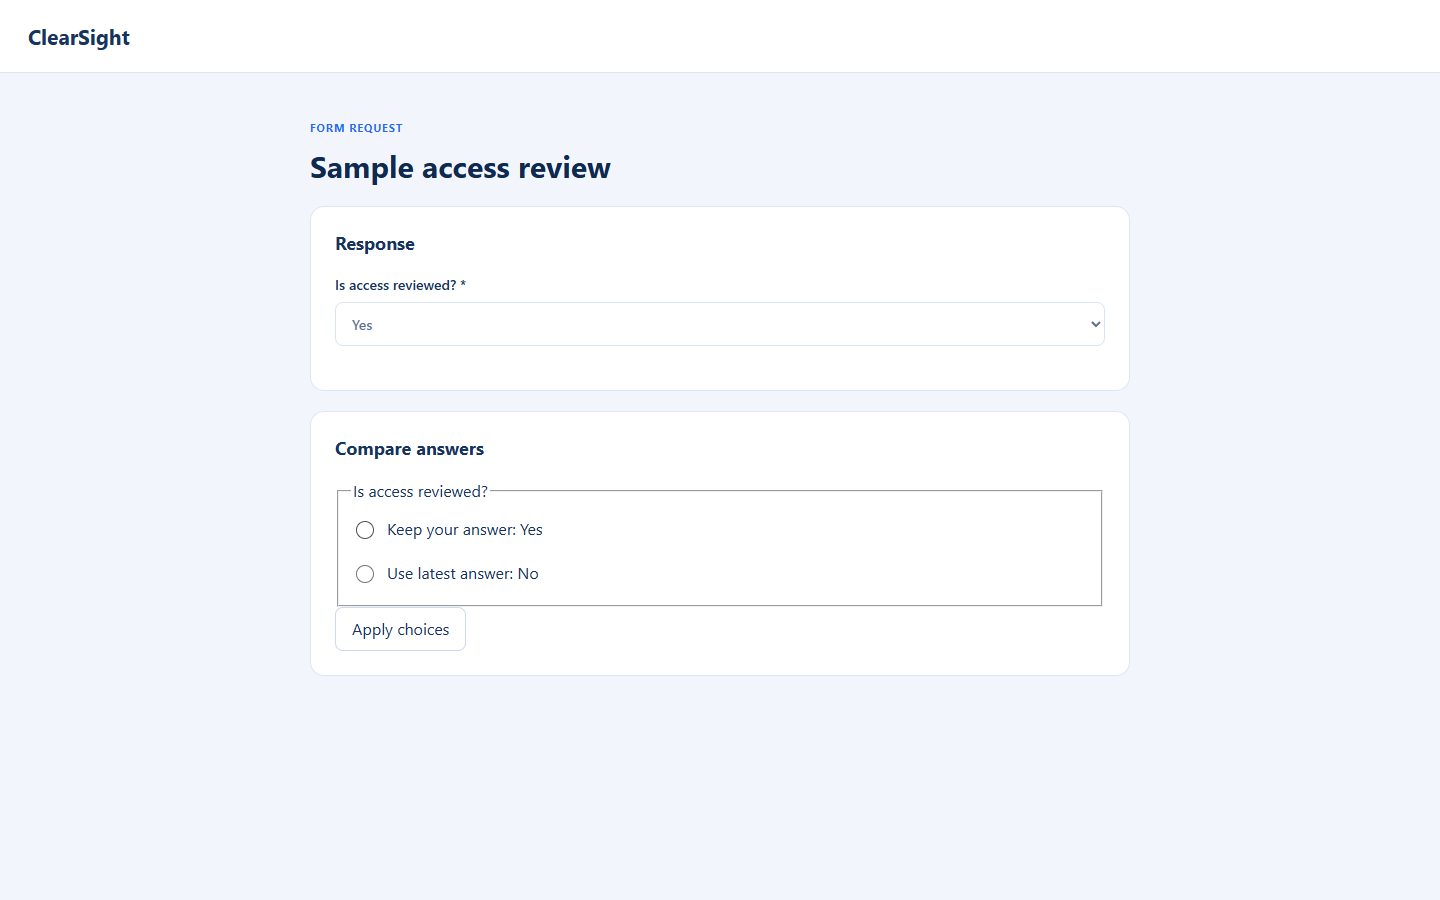 ClearSight
FORM REQUEST
Sample access review
Response
Is access reviewed? *
Yes
Compare answers
Is access reviewed?
Keep your answer: Yes
Use latest answer: No
Apply choices